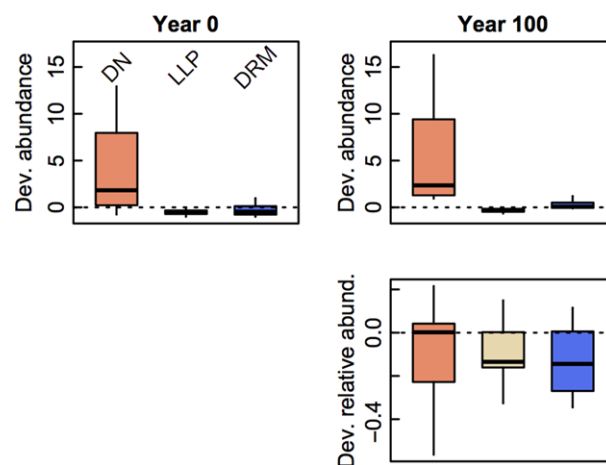 Year 0
Year 100
Dev. abundance
15
10
5
0
DN
LLP
DRM
Dev. abundance
15
10
5
0
Dev. relative abund.
0.0
−0.4